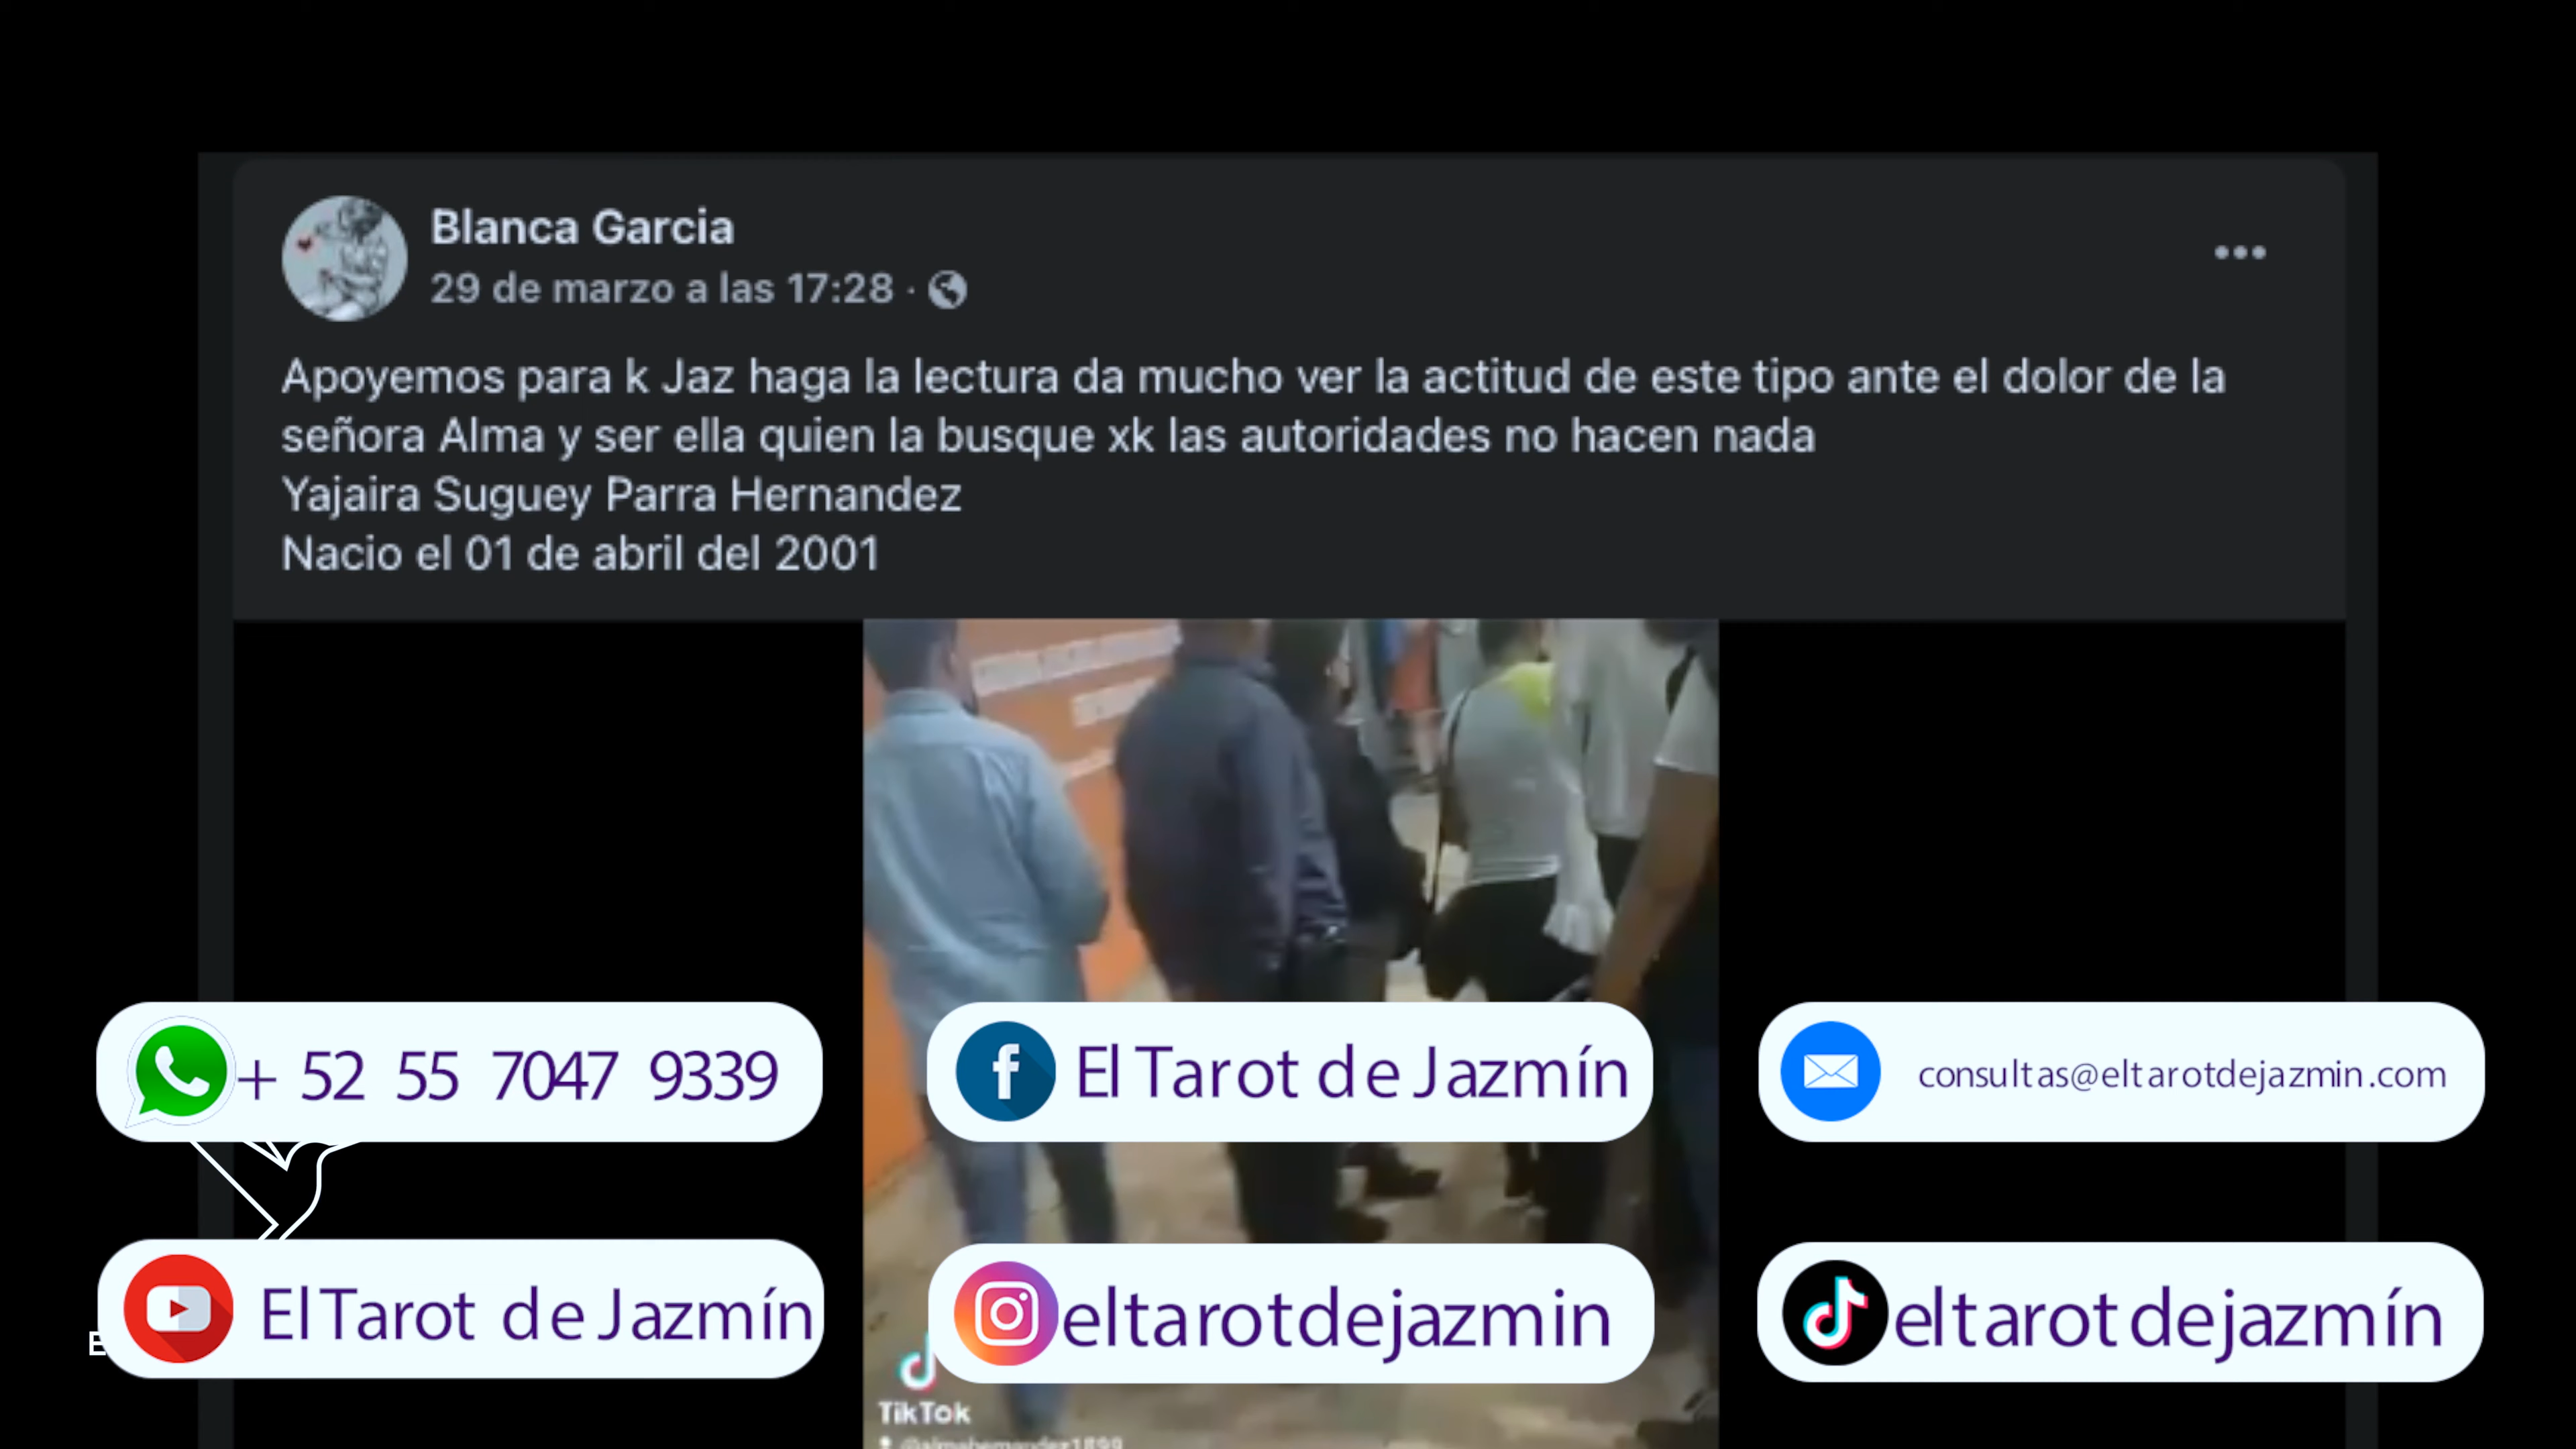 Blanca Garcia
29 de marzo a las 17:28 ·
Apoyemos para k Jaz haga la lectura da mucho ver la actitud de este tipo ante el dolor de la
señora Alma y ser ella quien la busque xk las autoridades no hacen nada
Yajaira Suguey Parra Hernandez
Nacio el 01 de abril del 2001
+ 52 55 7047 9339
El Tarot de Jazmín
consultas@eltarotdejazmin.com
El Tarot de Jazmín
eltarotdejazmin
eltarotdejazmín
TikTok